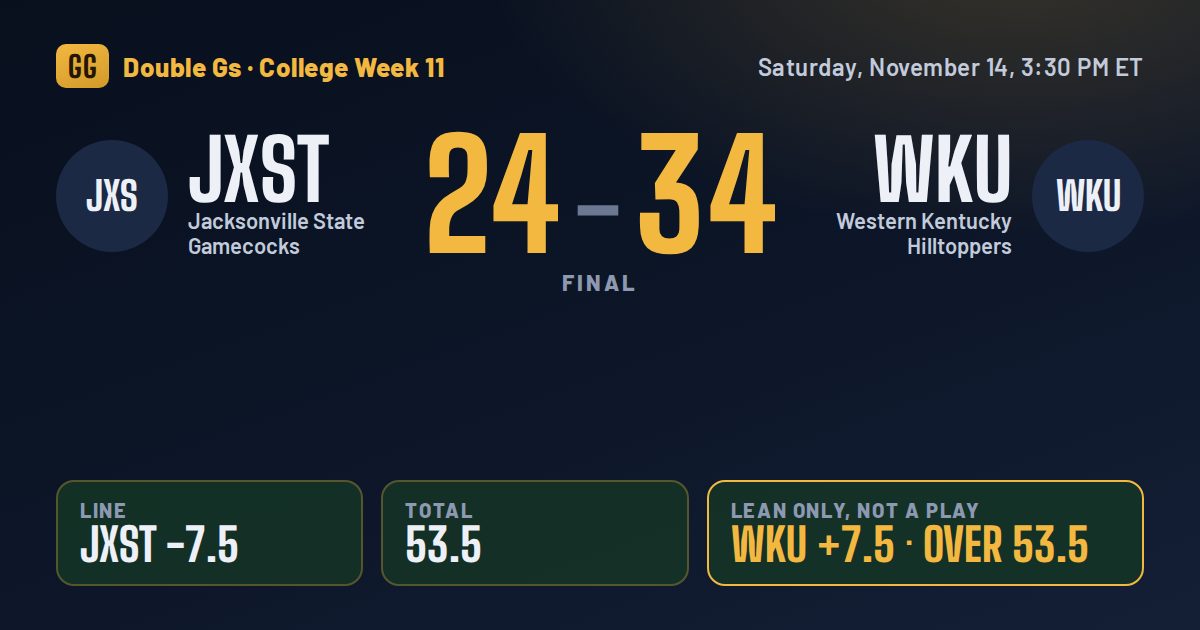 GG
Double Gs · College Week 11
Saturday, November 14, 3:30 PM ET
JXS
JXST
Jacksonville State
Gamecocks
24 – 34
FINAL
WKU
Western Kentucky
Hilltoppers
WKU
LINE
JXST −7.5
TOTAL
53.5
LEAN ONLY, NOT A PLAY
WKU +7.5 · OVER 53.5